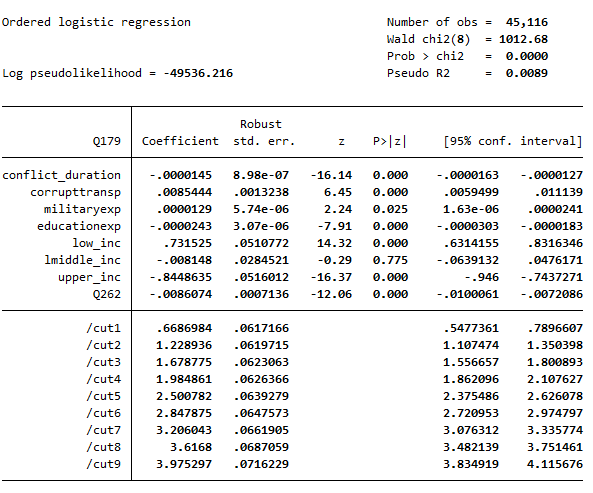 Ordered logistic regression Number of obs = 45,116
Wald chi2(8) = 1012.68
Prob > chi2 = 0.0000
Log pseudolikelihood = -49536.216 Pseudo R2 = 0.0089
Robust
Q179 Coefficient std. err. z P>|z| [95% conf. interval]
conflict_duration -.0000145 8.98e-07 -16.14 0.000 -.0000163 -.0000127
corrupttransp .0085444 .0013238 6.45 0.000 .0059499 .011139
militaryexp .0000129 5.74e-06 2.24 0.025 1.63e-06 .0000241
educationexp -.0000243 3.07e-06 -7.91 0.000 -.0000303 -.0000183
low_inc .731525 .0510772 14.32 0.000 .6314155 .8316346
lmiddle_inc -.008148 .0284521 -0.29 0.775 -.0639132 .0476171
upper_inc -.8448635 .0516012 -16.37 0.000 -.946 -.7437271
Q262 -.0086074 .0007136 -12.06 0.000 -.0100061 -.0072086
/cut1 .6686984 .0617166 .5477361 .7896607
/cut2 1.228936 .0619715 1.107474 1.350398
/cut3 1.678775 .0623063 1.556657 1.800893
/cut4 1.984861 .0626366 1.862096 2.107627
/cut5 2.500782 .0639279 2.375486 2.626078
/cut6 2.847875 .0647573 2.720953 2.974797
/cut7 3.206043 .0661905 3.076312 3.335774
/cut8 3.6168 .0687059 3.482139 3.751461
/cut9 3.975297 .0716229 3.834919 4.115676